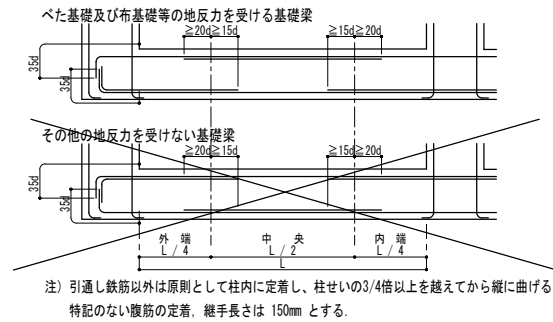 べた基礎及び布基礎等の地反力を受ける基礎梁
≧20d≧15d ≧15d≧20d
35d
35d
その他の地反力を受けない基礎梁
≧20d≧15d ≧15d≧20d
35d
35d
外 端 中 央 内 端
L / 4 L / 2 L / 4
L
注) 引通し鉄筋以外は原則として柱内に定着し、柱せいの3/4倍以上を越えてから縦に曲げる
特記のない腹筋の定着, 継手長さは 150mm とする.